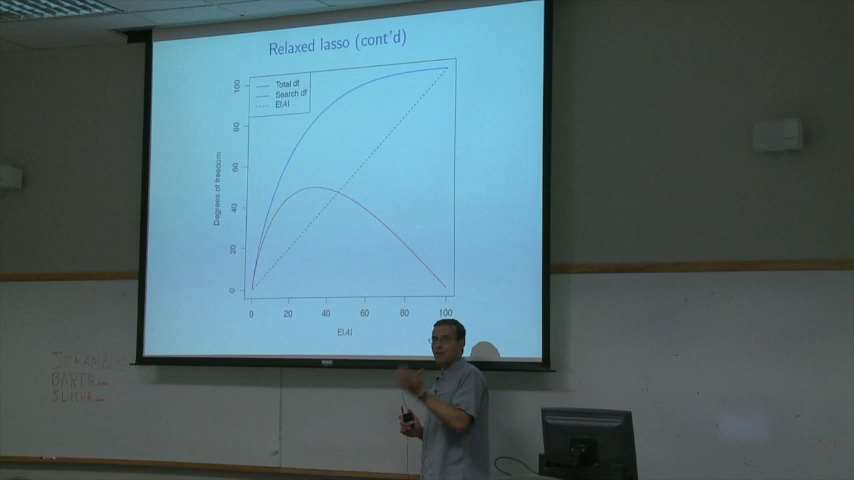 Relaxed lasso (cont'd)
Total df
Search df
E|A|
Degrees of freedom
0
20
40
60
80
100
0
20
40
60
80
100
E|A|